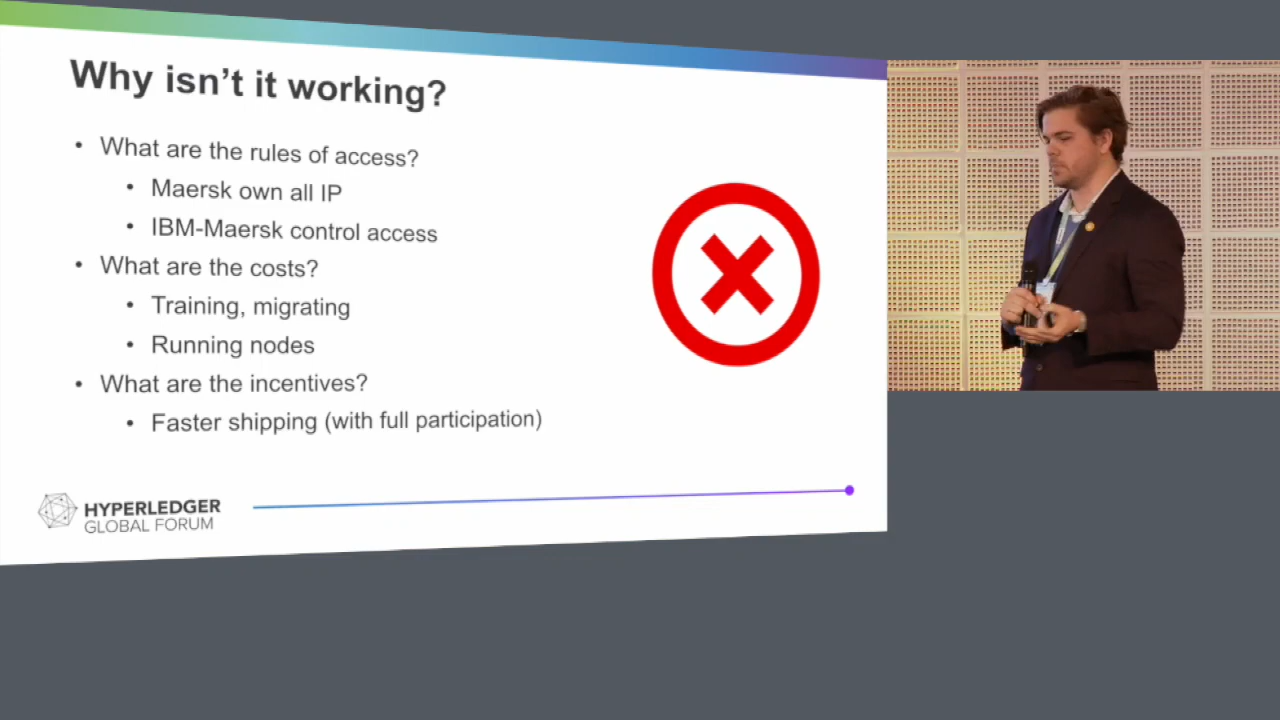 Why isn't it working?
• What are the rules of access?
• Maersk own all IP
• IBM-Maersk control access
• What are the costs?
• Training, migrating
• Running nodes
• What are the incentives?
• Faster shipping (with full participation)
HYPERLEDGER
GLOBAL FORUM